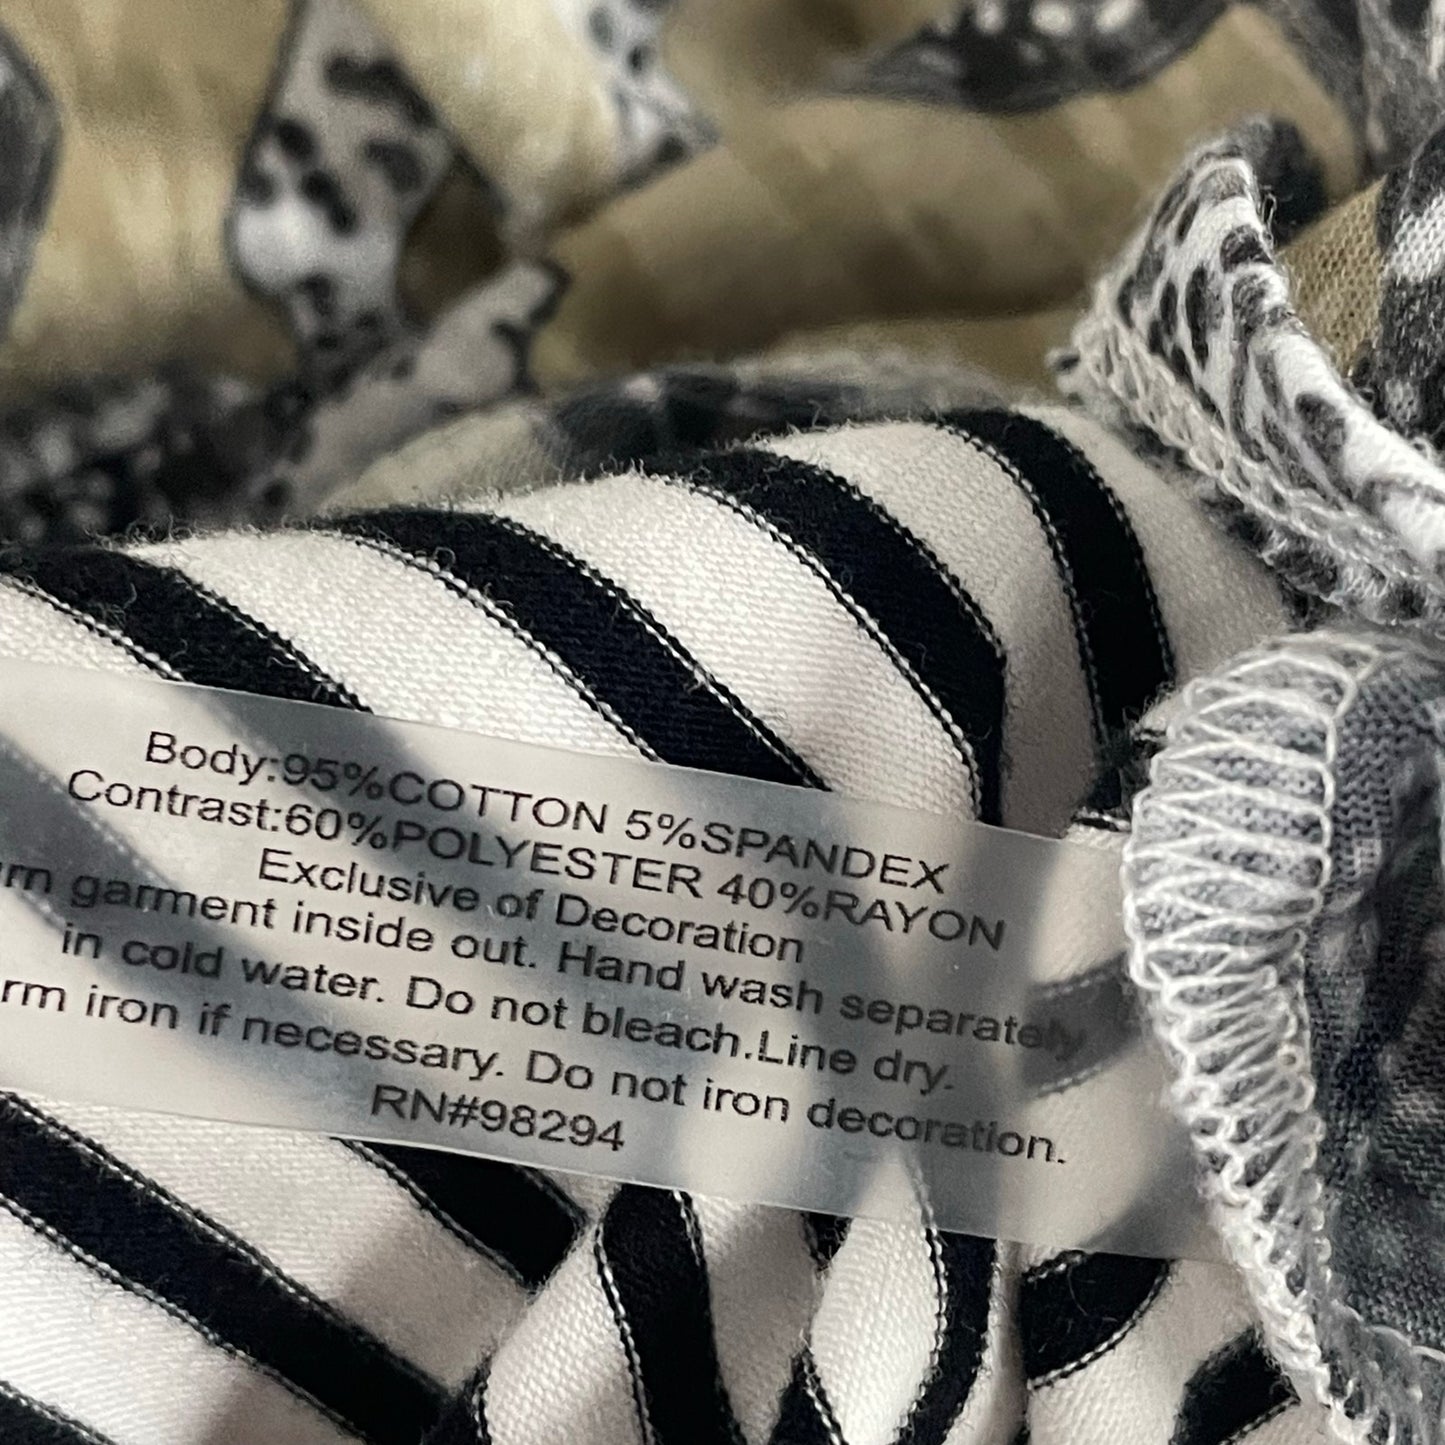 Body:95%COTTON 5%SPANDEX
Contrast:60%POLYESTER 40%RAYON
Exclusive of Decoration
garment inside out. Hand wash separately
in cold water. Do not bleach.Line dry.
iron if necessary. Do not iron decoration.
RN#98294